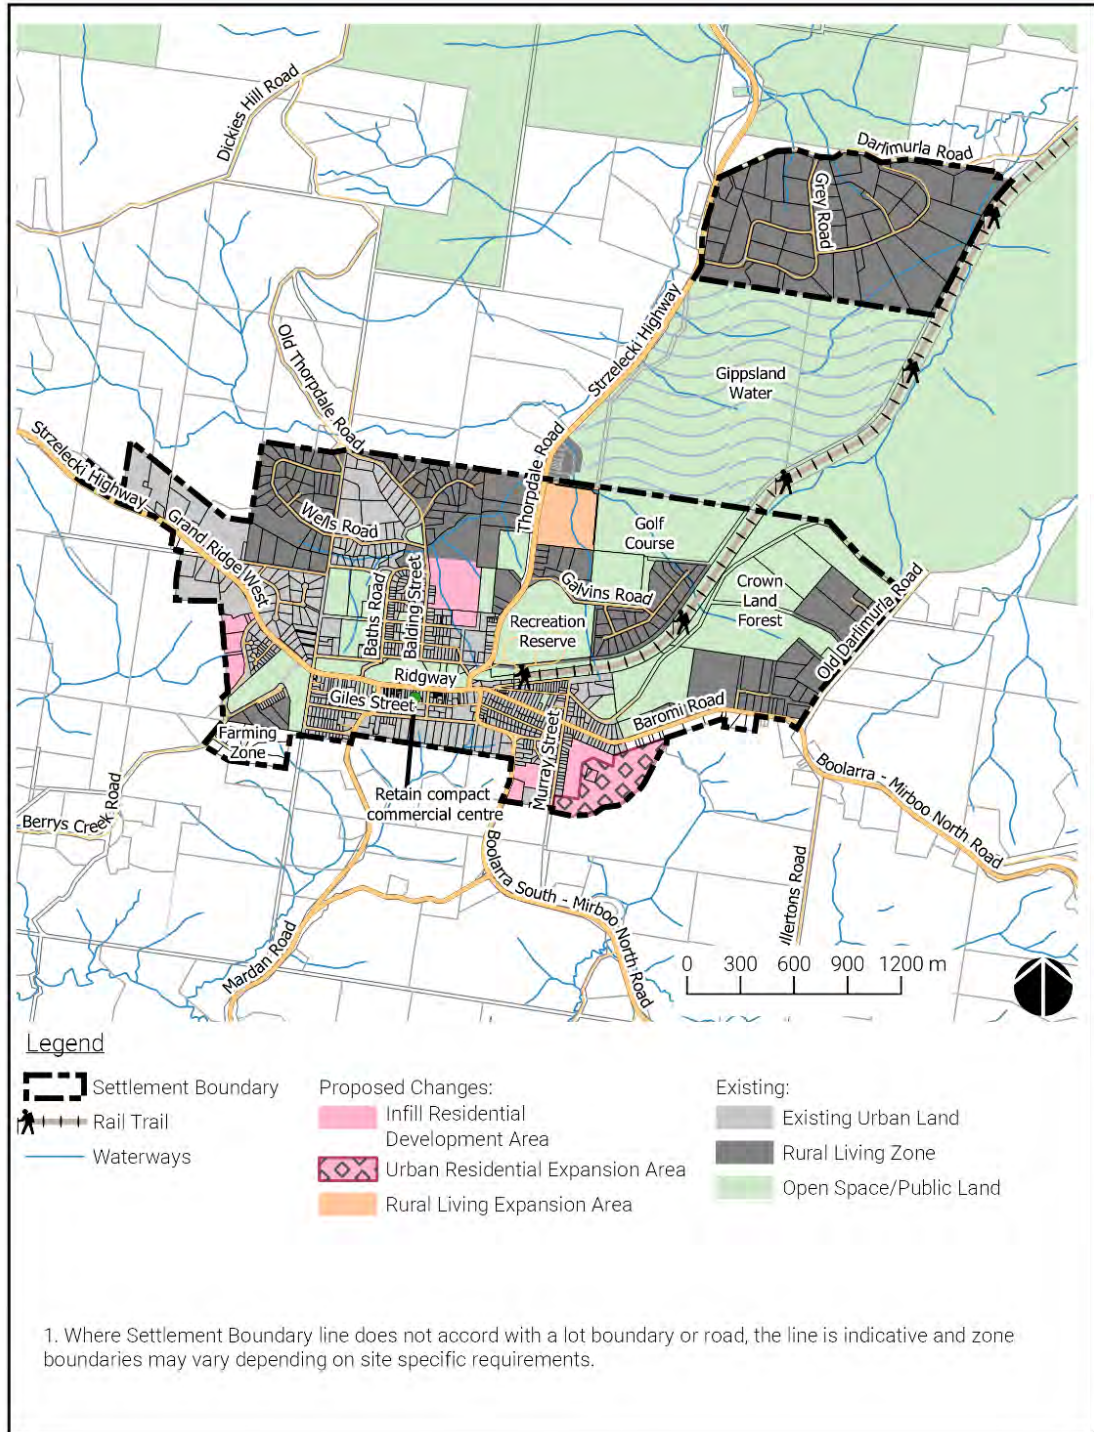 Dickies Hill Road
Darlimurla Road
Grey Road
Strzelecki Highway
Gippsland
Water
Old Thorpdale Road
Strzelecki Highway
Thorpdale Road
Grand Ridge West
Wells Road
Golf
Course
Baths Road
Balding Street
Galvins Road
Crown
Land
Forest
Recreation
Reserve
Old Darlimurla Road
Ridgway
Giles Street
Baromi Road
Murray Street
Farming
Zone
Retain compact
commercial centre
Berrys Creek Road
Boolarra - Mirboo North Road
Boolarra South - Mirboo North Road
Mardan Road
llertons Road
0 300 600 900 1200 m
Legend
Settlement Boundary
Rail Trail
Waterways
Proposed Changes:
Infill Residential
Development Area
Urban Residential Expansion Area
Rural Living Expansion Area
Existing:
Existing Urban Land
Rural Living Zone
Open Space/Public Land
1. Where Settlement Boundary line does not accord with a lot boundary or road, the line is indicative and zone
boundaries may vary depending on site specific requirements.